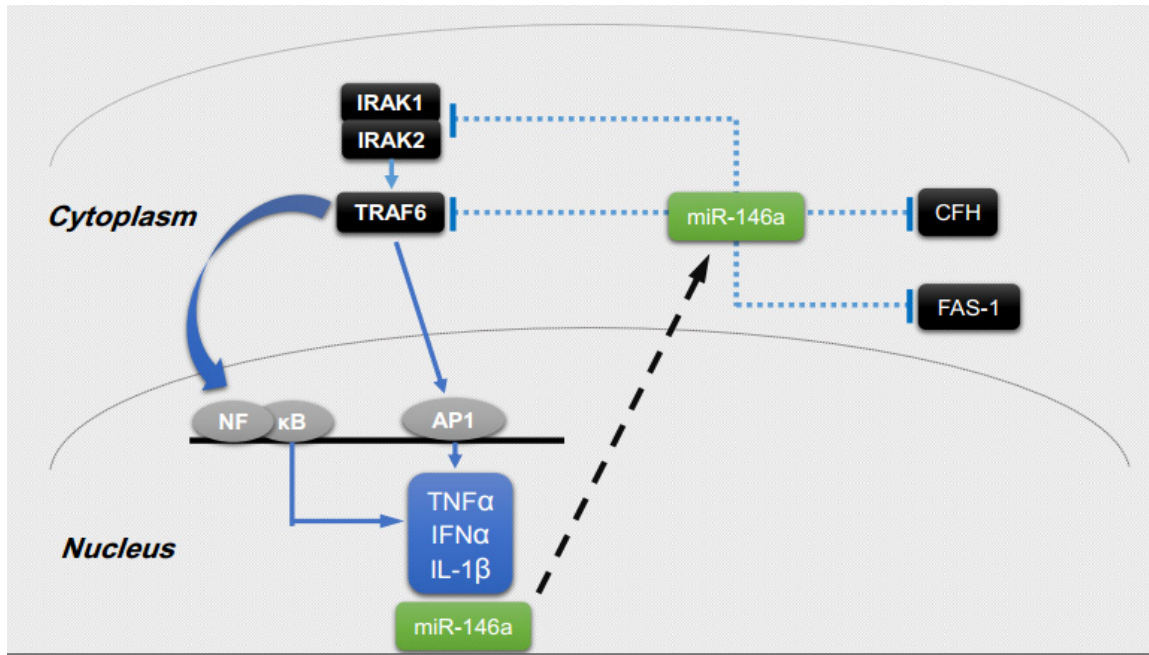 IRAK1
IRAK2
Cytoplasm
TRAF6
miR-146a
CFH
FAS-1
NF
κB
AP1
TNFα
IFNα
IL-1β
Nucleus
miR-146a